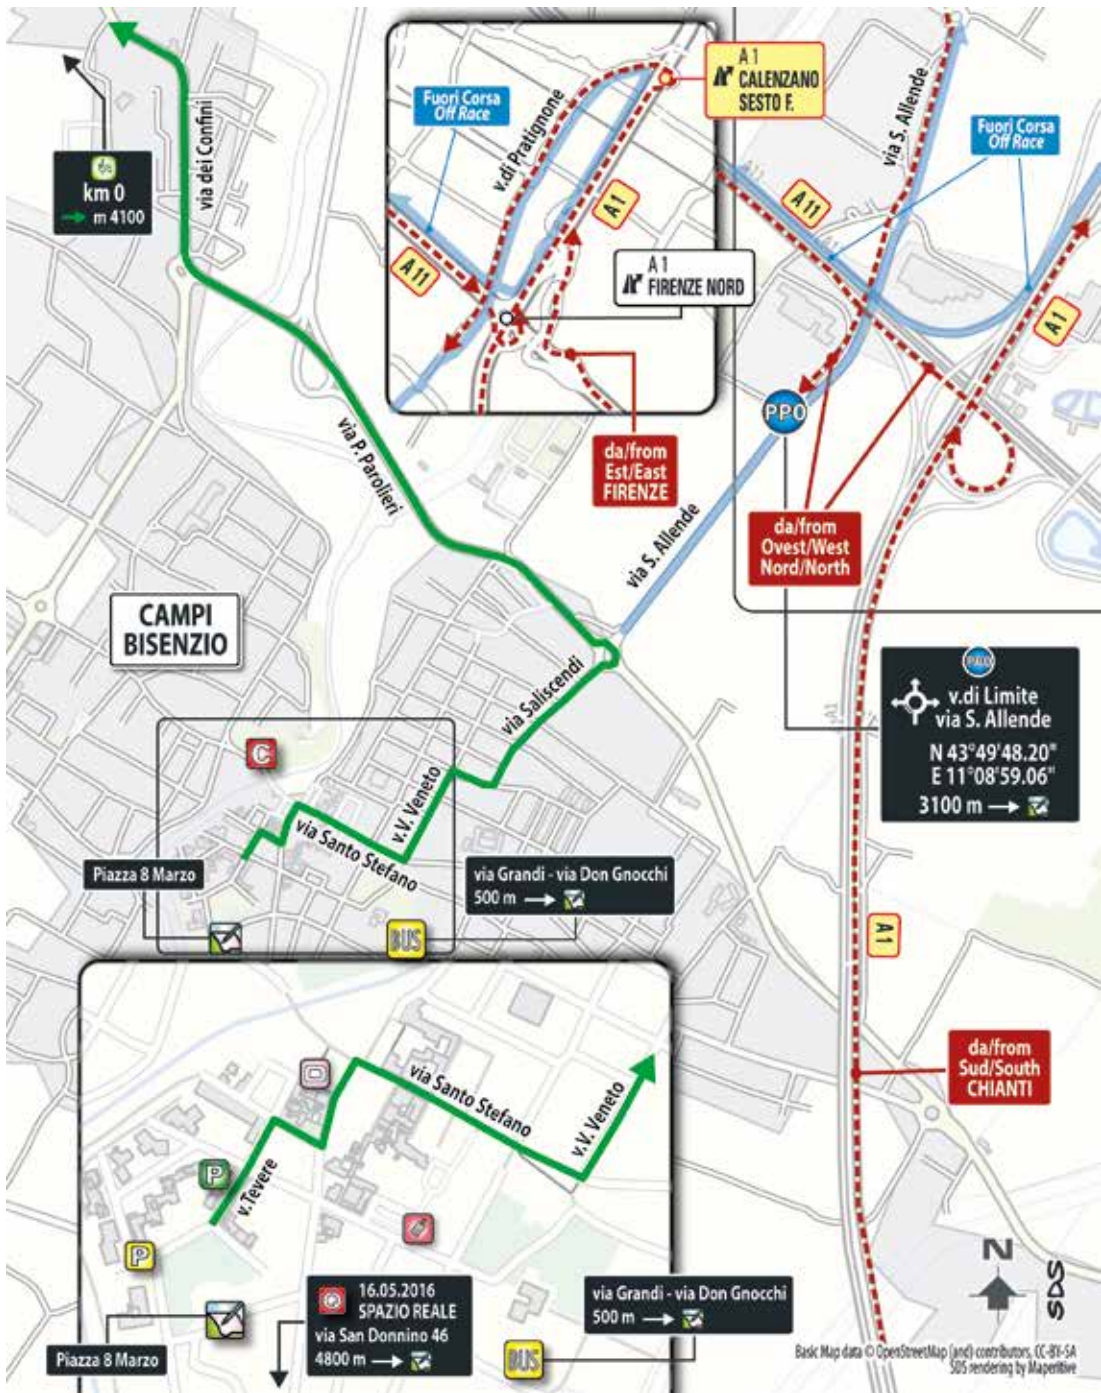 A 1
CALENZANO
SESTO F.
Fuori Corsa
Off Race
v.di Pratignone
via S. Allende
Fuori Corsa
Off Race
via dei Confini
km 0
m 4100
A11
A1
A11
A 1
FIRENZE NORD
A11
A1
PPO
via P. Parolieri
da/from
Est/East
FIRENZE
via S. Allende
da/from
Ovest/West
Nord/North
CAMPI
BISENZIO
v.di Limite
via S. Allende
N 43°49'48.20"
E 11°08'59.06"
3100 m
A1
via Saliscendi
C
v.V. Veneto
via Santo Stefano
Piazza 8 Marzo
via Grandi - via Don Gnocchi
500 m
BUS
A1
da/from
Sud/South
CHIANTI
via Santo Stefano
v.V. Veneto
P
v.Tevere
P
16.05.2016
SPAZIO REALE
via San Donnino 46
4800 m
via Grandi - via Don Gnocchi
500 m
Piazza 8 Marzo
BUS
N
SDS
Basic Map data © OpenStreetMap (and) contributors, CC-BY-SA
SDS rendering by Maperitive